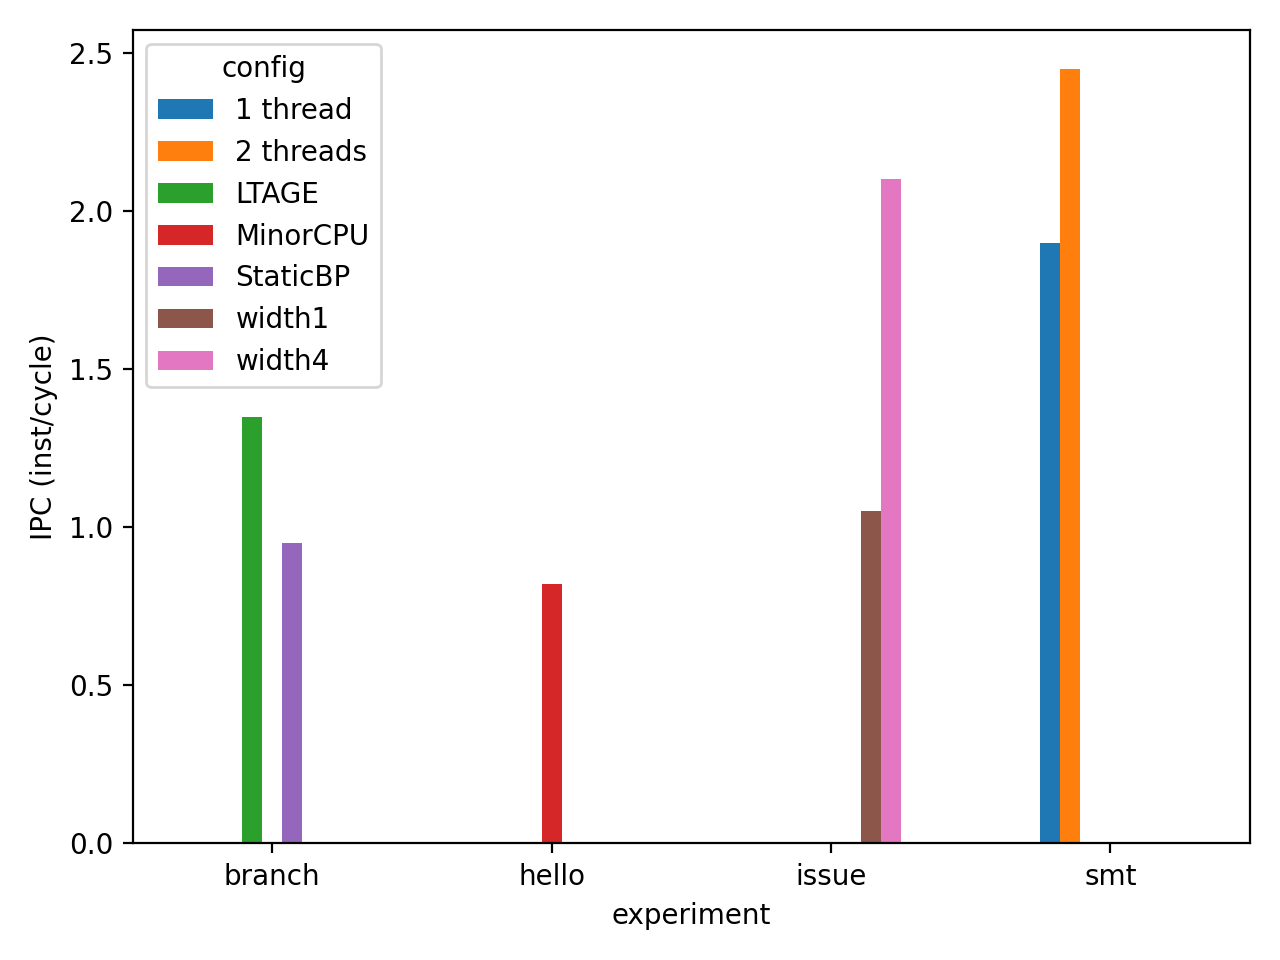 config
1 thread
2 threads
LTAGE
MinorCPU
StaticBP
width1
width4
2.5
2.0
1.5
1.0
0.5
0.0
IPC (inst/cycle)
branch hello issue smt
experiment